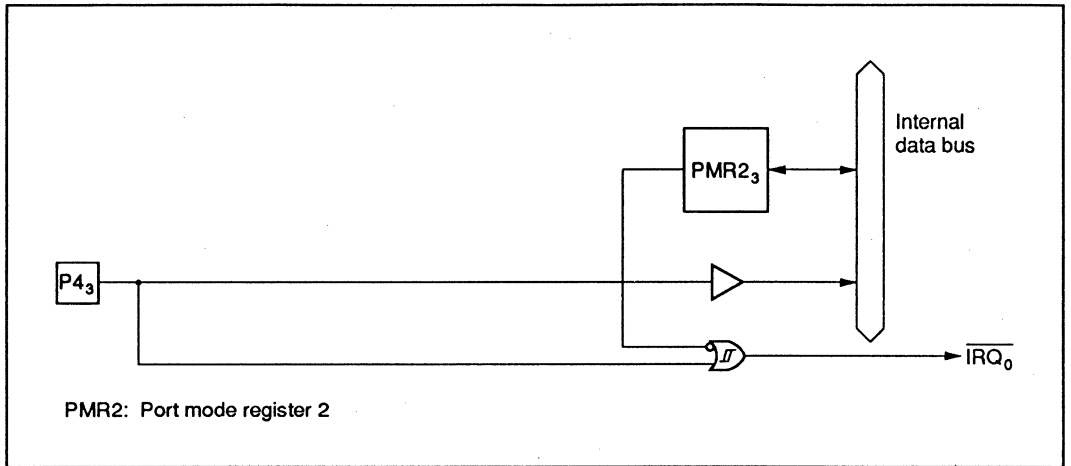 Internal
data bus
PMR2₃
P4₃
IRQ₀
PMR2: Port mode register 2